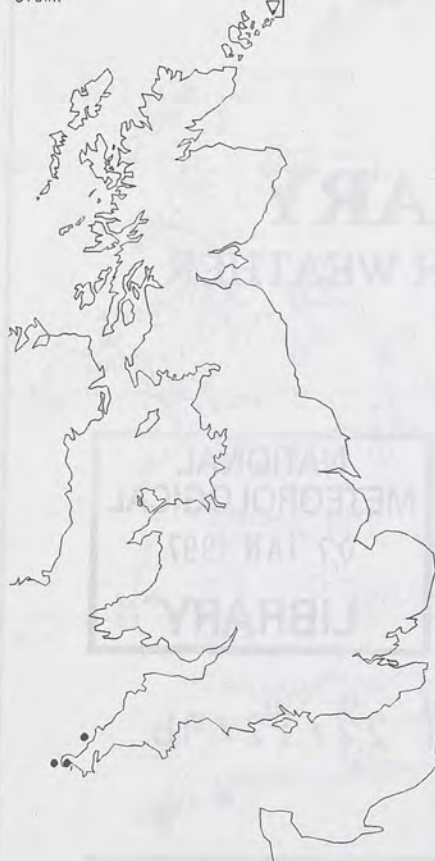 ARY
H WEATHER
NATIONAL
METEOROLOGICAL
07 JAN 1997
LIBRARY